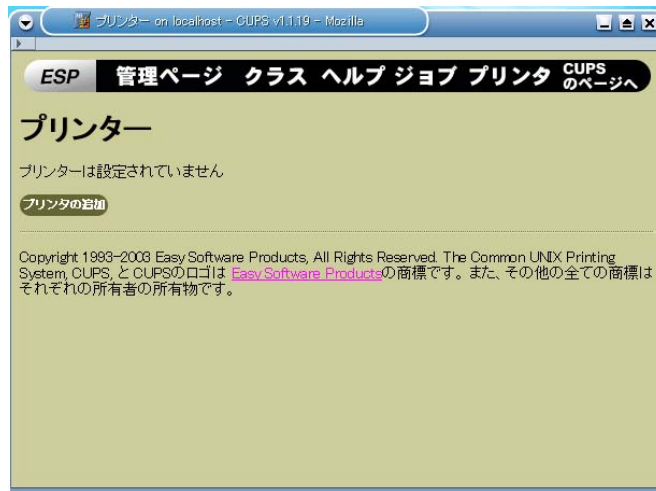 プリンター on localhost - CUPS v1.1.19 - Mozilla
ESP 管理ページ クラス ヘルプ ジョブ プリンタ CUPSのページへ
プリンター
プリンターは設定されていません
プリンタの追加
Copyright 1993-2003 Easy Software Products, All Rights Reserved. The Common UNIX Printing
System, CUPS, と CUPSのロゴは Easy Software Productsの商標です。また、その他の全ての商標は
それぞれの所有者の所有物です。